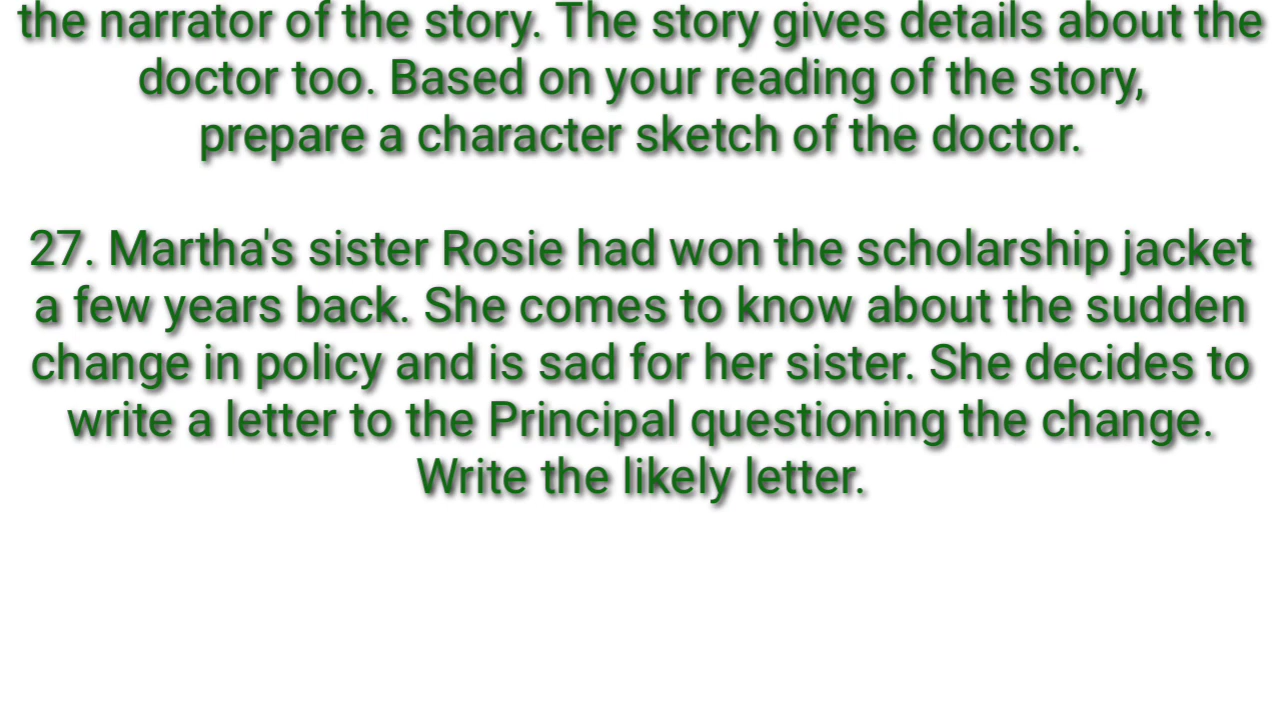 the narrator of the story. The story gives details about the
doctor too. Based on your reading of the story,
prepare a character sketch of the doctor.
27. Martha's sister Rosie had won the scholarship jacket
a few years back. She comes to know about the sudden
change in policy and is sad for her sister. She decides to
write a letter to the Principal questioning the change.
Write the likely letter.